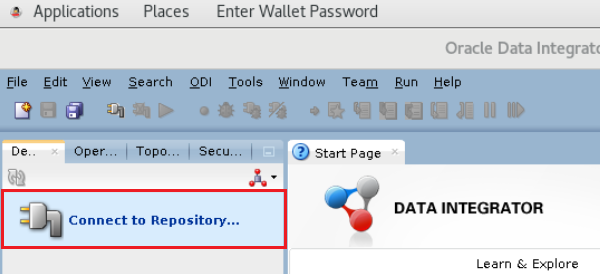 Applications Places Enter Wallet Password
Oracle Data Integrato
File Edit View Search ODI Tools Window Team Run Help
De.. × Oper... Topo... Secu... Start Page ×
Connect to Repository...
DATA INTEGRATOR
Learn & Explore